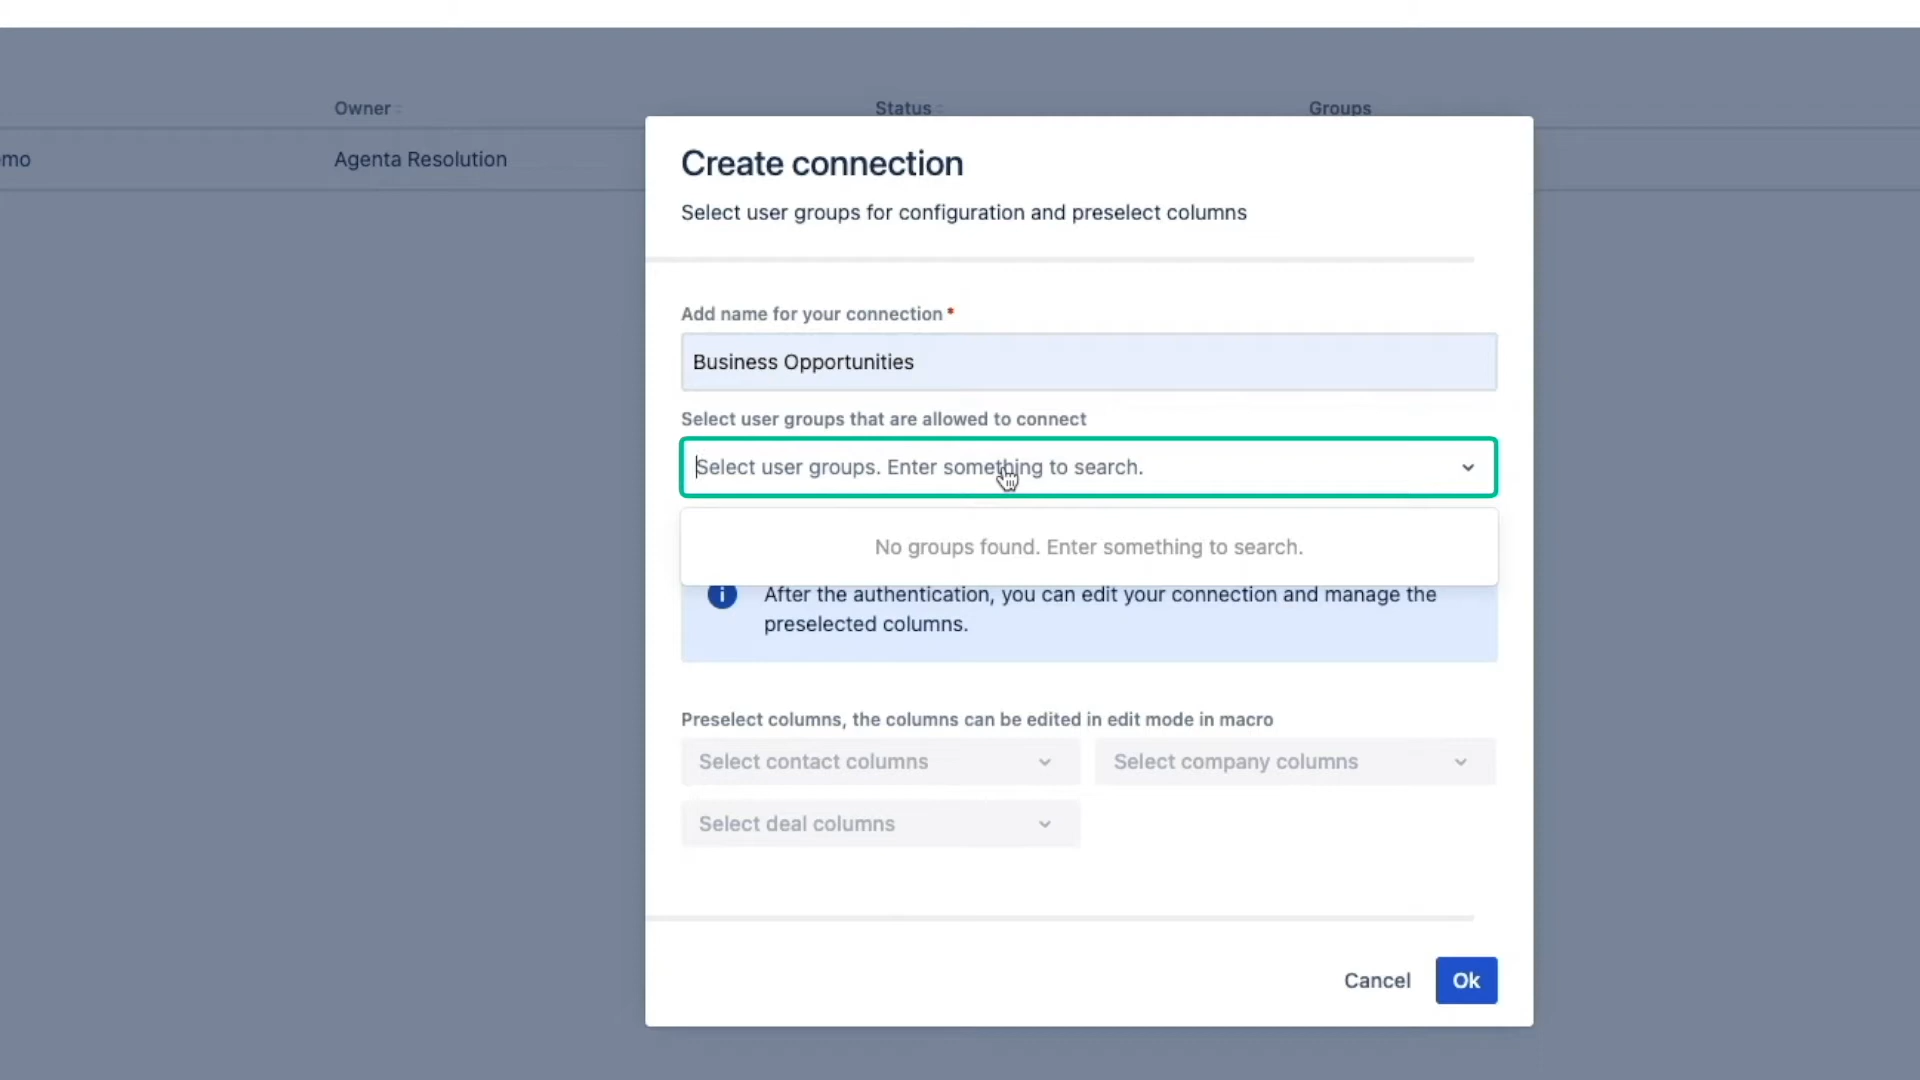 Owner
Status
Groups
mo
Agenta Resolution
Create connection
Select user groups for configuration and preselect columns
Add name for your connection *
Business Opportunities
Select user groups that are allowed to connect
Select user groups. Enter something to search.
No groups found. Enter something to search.
After the authentication, you can edit your connection and manage the
preselected columns.
Preselect columns, the columns can be edited in edit mode in macro
Select contact columns
Select company columns
Select deal columns
Cancel
Ok